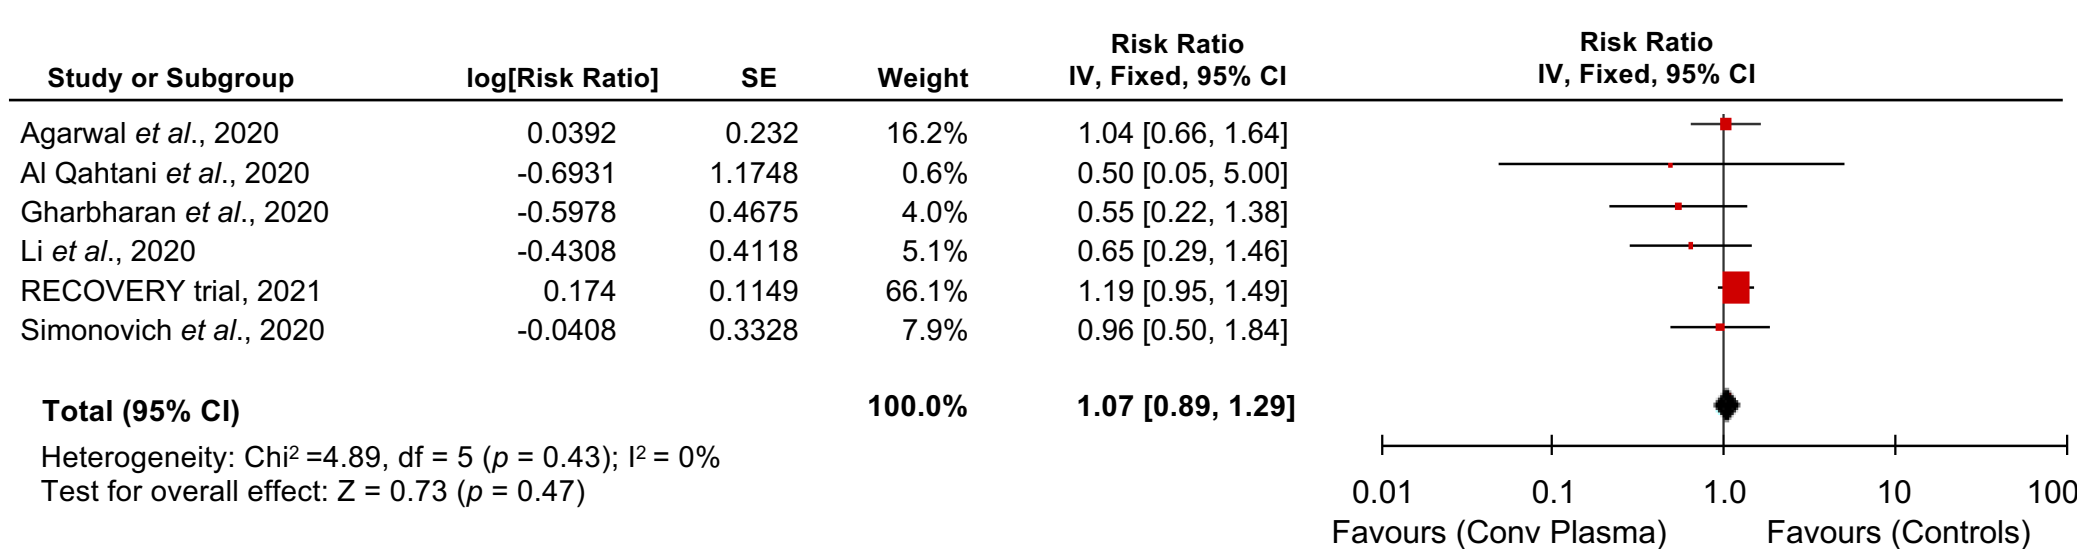 Risk Ratio Risk Ratio
Study or Subgroup log[Risk Ratio] SE Weight IV, Fixed, 95% CI IV, Fixed, 95% CI
Agarwal et al., 2020 0.0392 0.232 16.2% 1.04 [0.66, 1.64]
Al Qahtani et al., 2020 -0.6931 1.1748 0.6% 0.50 [0.05, 5.00]
Gharbharan et al., 2020 -0.5978 0.4675 4.0% 0.55 [0.22, 1.38]
Li et al., 2020 -0.4308 0.4118 5.1% 0.65 [0.29, 1.46]
RECOVERY trial, 2021 0.174 0.1149 66.1% 1.19 [0.95, 1.49]
Simonovich et al., 2020 -0.0408 0.3328 7.9% 0.96 [0.50, 1.84]
Total (95% CI) 100.0% 1.07 [0.89, 1.29]
Heterogeneity: Chi² =4.89, df = 5 (p = 0.43); I² = 0%
Test for overall effect: Z = 0.73 (p = 0.47)
0.01 0.1 1.0 10 100
Favours (Conv Plasma) Favours (Controls)